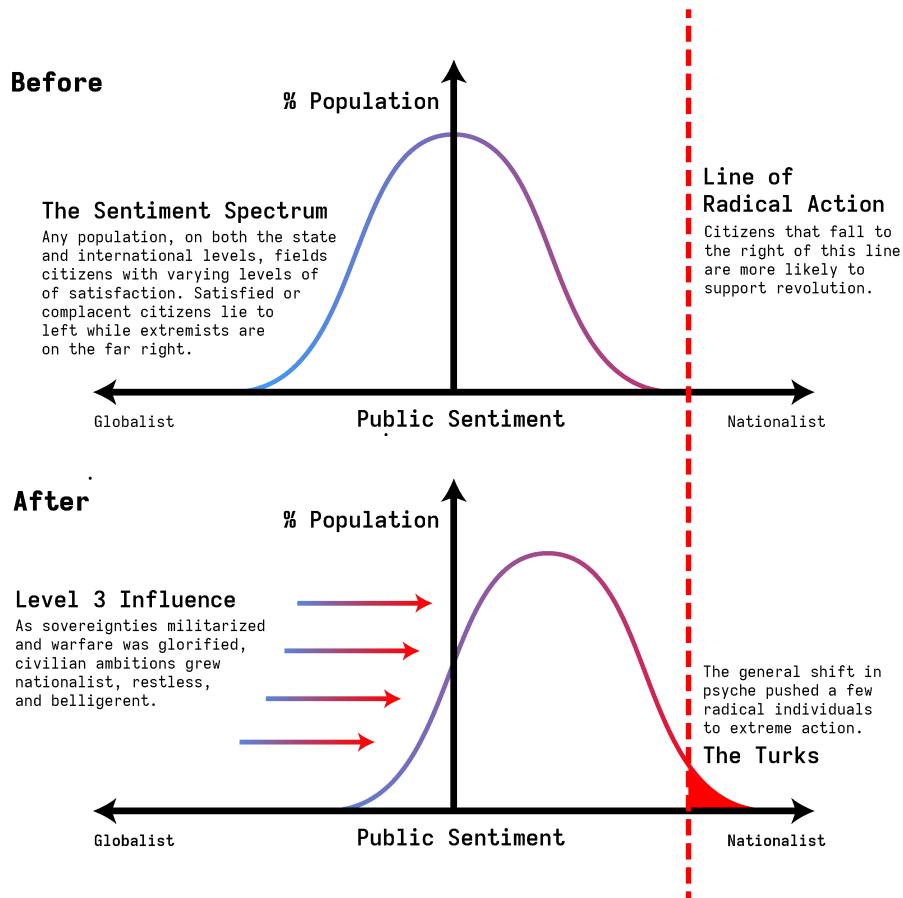 Before
% Population
The Sentiment Spectrum
Any population, on both the state
and international levels, fields
citizens with varying levels of
of satisfaction. Satisfied or
complacent citizens lie to
left while extremists are
on the far right.
Line of
Radical Action
Citizens that fall to
the right of this line
are more likely to
support revolution.
Globalist
Public Sentiment
Nationalist
After
% Population
Level 3 Influence
As sovereignties militarized
and warfare was glorified,
civilian ambitions grew
nationalist, restless,
and belligerent.
The general shift in
psyche pushed a few
radical individuals
to extreme action.
The Turks
Globalist
Public Sentiment
Nationalist